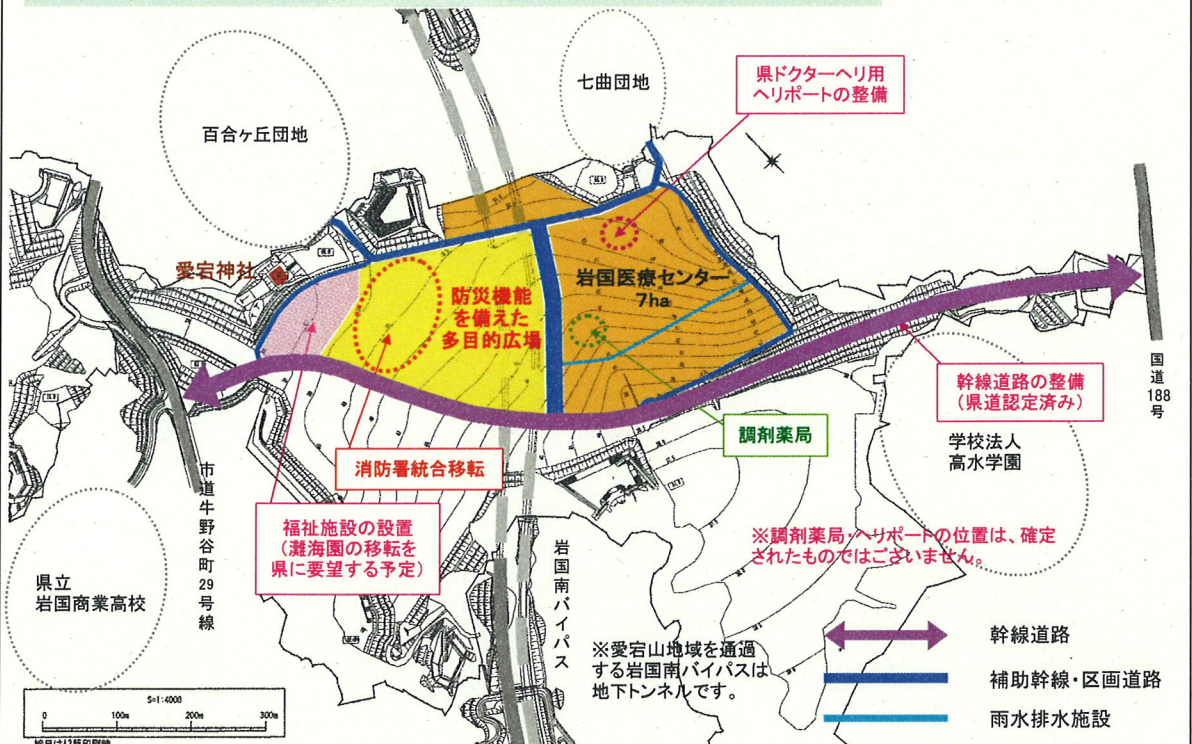 七曲団地
県ドクターヘリ用
ヘリポートの整備
百合ヶ丘団地
愛宕神社
防災機能
を備えた
多目的広場
岩国医療センター
7ha
国道188号
幹線道路の整備
（県道認定済み）
調剤薬局
学校法人
高水学園
消防署統合移転
市道牛野谷町29号線
福祉施設の設置
（灘海園の移転を
県に要望する予定）
※調剤薬局・ヘリポートの位置は、確定
されたものではございません。
岩国南バイパス
県立
岩国商業高校
※愛宕山地域を通過
する岩国南バイパスは
地下トンネルです。
幹線道路
補助幹線・区画道路
雨水排水施設
S=1:4000
0 100m 200m 300m